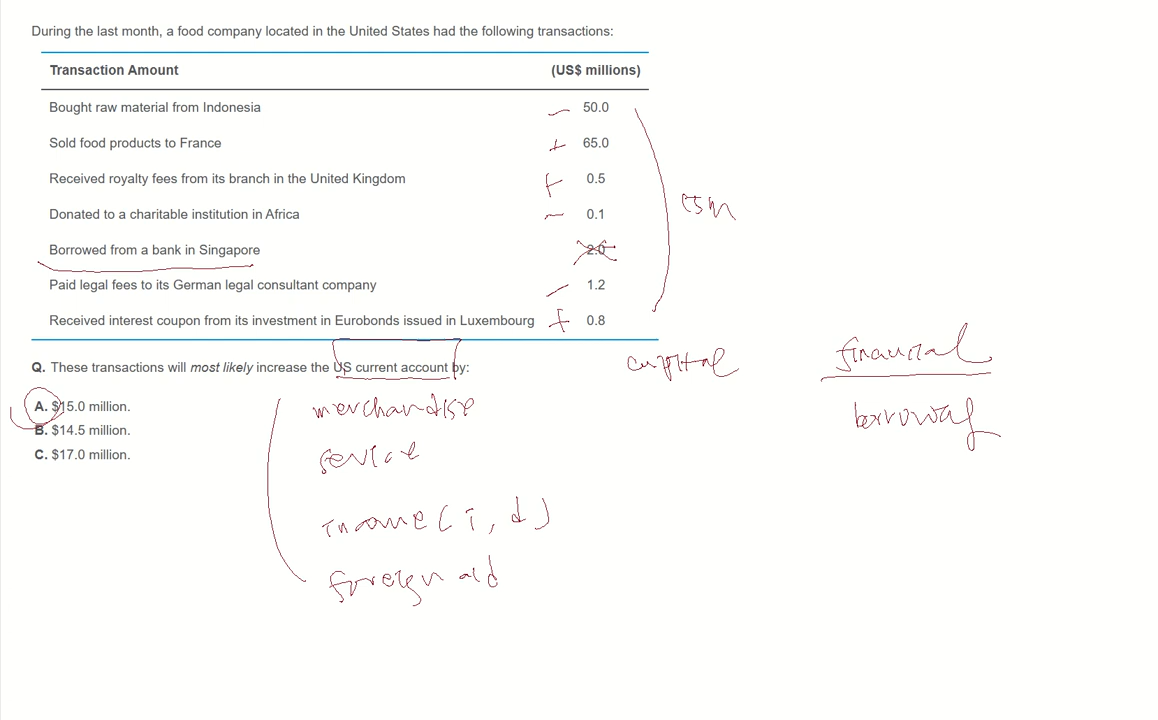 During the last month, a food company located in the United States had the following transactions:
Transaction Amount (US$ millions)
Bought raw material from Indonesia — 50.0
Sold food products to France + 65.0
Received royalty fees from its branch in the United Kingdom + 0.5
Donated to a charitable institution in Africa — 0.1
Borrowed from a bank in Singapore 2.0
Paid legal fees to its German legal consultant company — 1.2
Received interest coupon from its investment in Eurobonds issued in Luxembourg + 0.8
15m
Q. These transactions will most likely increase the US current account by:
A. $15.0 million.
B. $14.5 million.
C. $17.0 million.
merchandise
service
income (i, d)
foreign aid
capital
financial
borrowing